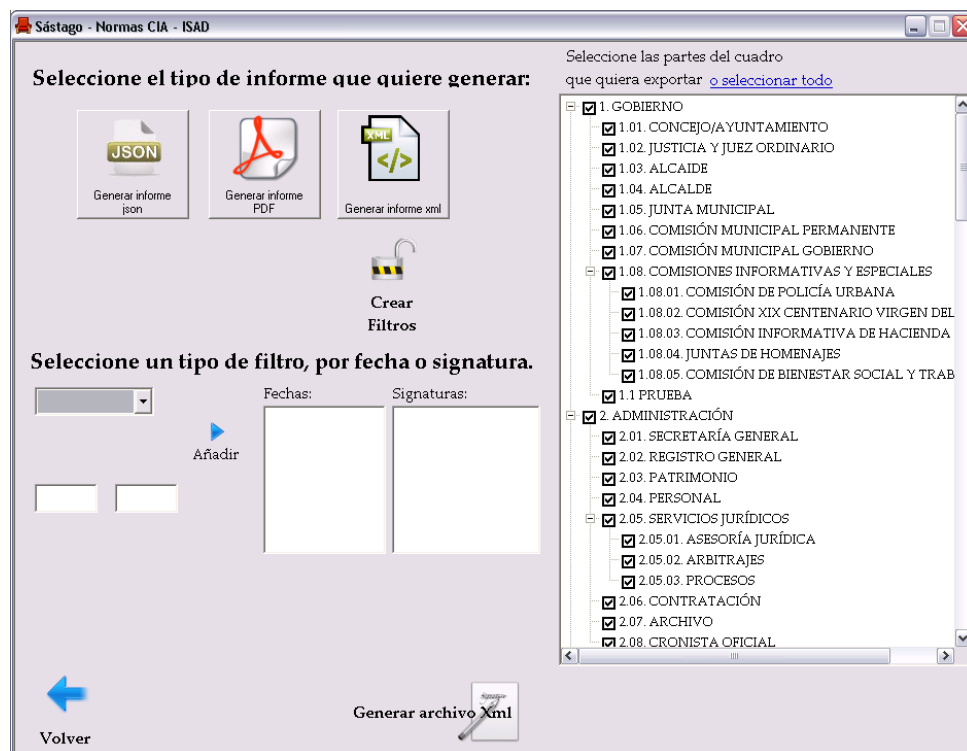 Sástago - Normas CIA - ISAD
Seleccione el tipo de informe que quiere generar:
JSON
Generar informe
json
Generar informe
PDF
XML
</>
Generar informe xml
Crear
Filtros
Seleccione un tipo de filtro, por fecha o signatura.
Fechas:
Signaturas:
Añadir
Volver
Generar archivo Xml
Seleccione las partes del cuadro
que quiera exportar o seleccionar todo
1. GOBIERNO
1.01. CONCEJO/AYUNTAMIENTO
1.02. JUSTICIA Y JUEZ ORDINARIO
1.03. ALCAIDE
1.04. ALCALDE
1.05. JUNTA MUNICIPAL
1.06. COMISIÓN MUNICIPAL PERMANENTE
1.07. COMISIÓN MUNICIPAL GOBIERNO
1.08. COMISIONES INFORMATIVAS Y ESPECIALES
1.08.01. COMISIÓN DE POLICÍA URBANA
1.08.02. COMISIÓN XIX CENTENARIO VIRGEN DEL
1.08.03. COMISIÓN INFORMATIVA DE HACIENDA
1.08.04. JUNTAS DE HOMENAJES
1.08.05. COMISIÓN DE BIENESTAR SOCIAL Y TRAB
1.1 PRUEBA
2. ADMINISTRACIÓN
2.01. SECRETARÍA GENERAL
2.02. REGISTRO GENERAL
2.03. PATRIMONIO
2.04. PERSONAL
2.05. SERVICIOS JURÍDICOS
2.05.01. ASESORÍA JURÍDICA
2.05.02. ARBITRAJES
2.05.03. PROCESOS
2.06. CONTRATACIÓN
2.07. ARCHIVO
2.08. CRONISTA OFICIAL